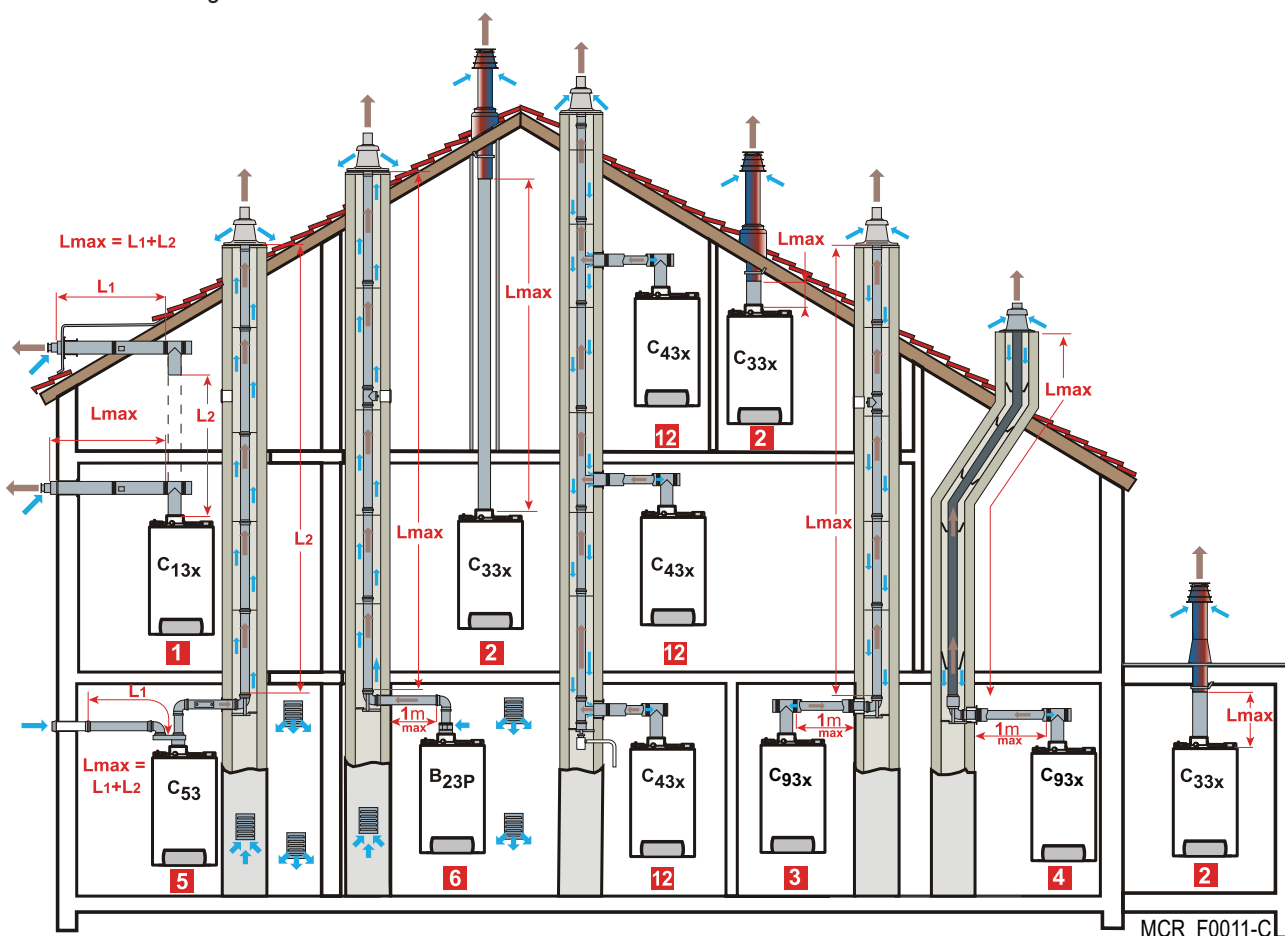 Lmax = L1+L2
L1
Lmax
L2
C13x
1
L2
Lmax
Lmax
C33x
2
C43x
12
Lmax
C33x
2
C43x
12
Lmax
Lmax
L1
Lmax =
L1+L2
C53
5
1m
max
B23P
6
C43x
12
1m
max
C93x
3
1m
max
C93x
4
Lmax
C33x
2
MCR_F0011-C